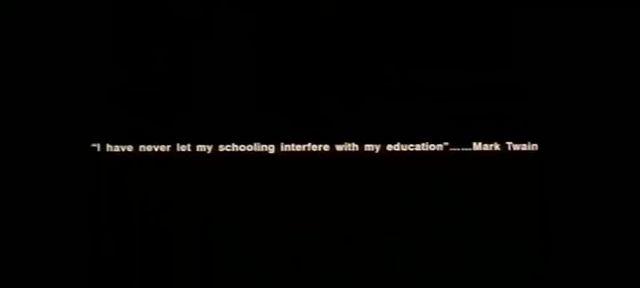 "I have never let my schooling interfere with my education"......Mark Twain